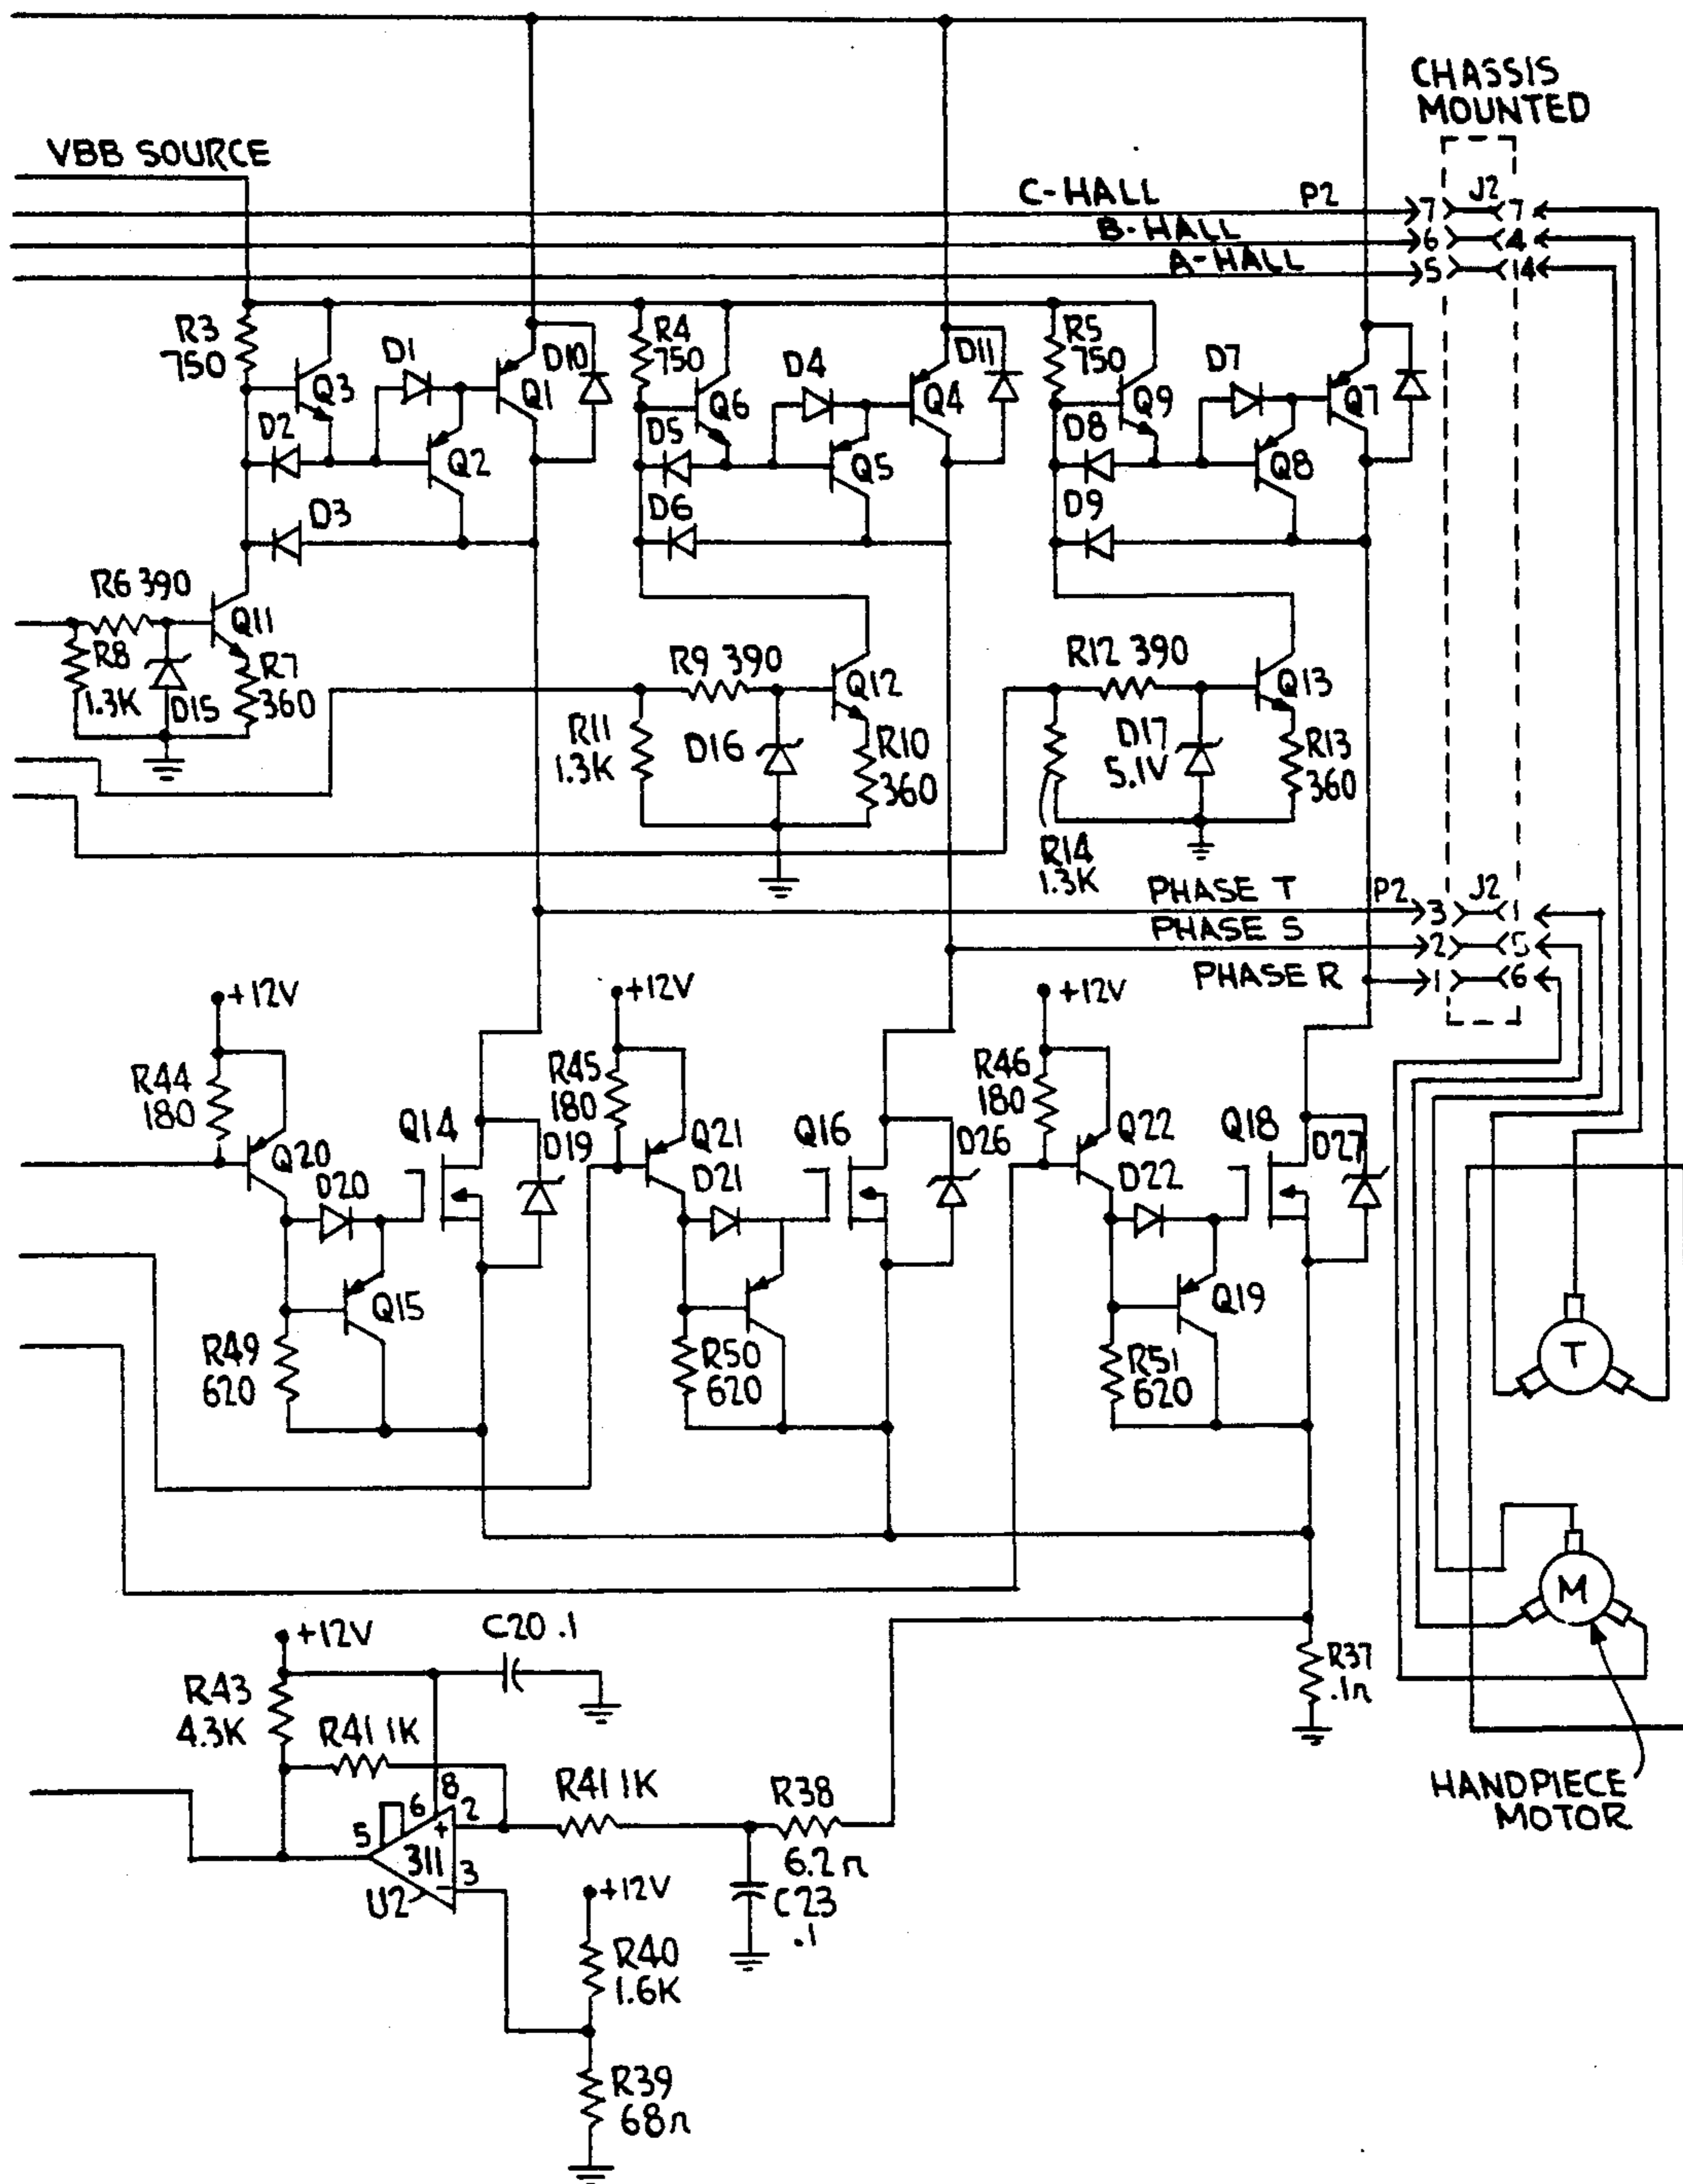 CHASSIS
MOUNTED
VBB SOURCE
C-HALL P2 7 J2 7
B-HALL 6 4
A-HALL 5 14
R3
750
Q3
D1
Q1
D10
D2
Q2
D3
R4
750
Q6
D4
Q4
D11
D5
Q5
D6
R5
750
Q9
D7
Q7
D8
Q8
D9
R6 390
Q11
R8
1.3K
D15
R7
360
R9 390
Q12
R11
1.3K
D16
R10
360
R12 390
Q13
D17
5.1V
R13
360
R14
1.3K
PHASE T P2 3 J2 1
PHASE S 2 5
PHASE R 1 6
+12V
R44
180
Q20
D20
Q14
D19
Q15
R49
620
+12V
R45
180
Q21
D21
Q16
D26
R50
620
+12V
R46
180
Q22
D22
Q18
D27
Q19
R51
620
T
M
HANDPIECE
MOTOR
R37
.1Ω
+12V
C20 .1
R43
4.3K
R41 1K
R41 1K
R38
6.2Ω
C23
.1
5 6 8 2
+
311
3
-
U2
+12V
R40
1.6K
R39
68Ω